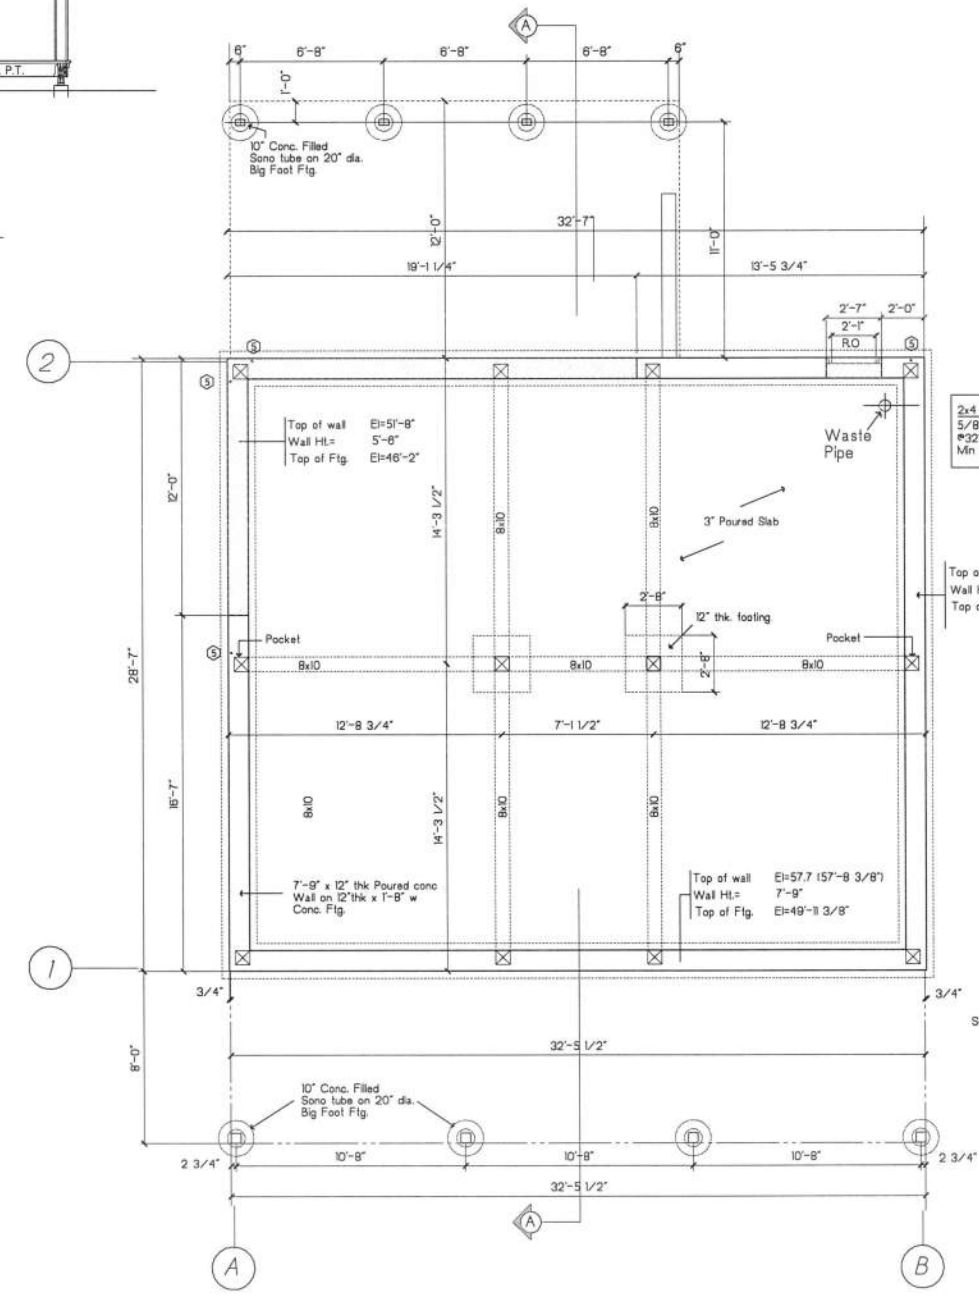 P.T.
A
6" 6'-8" 6'-8" 6'-8" 6"
1'-0"
10" Conc. Filled
Sono tube on 20" dia.
Big Foot Ftg.
12'-0"
32'-7"
11'-0"
19'-1 1/4" 13'-5 3/4"
2'-7" 2'-0"
2'-1"
R.O
2
5
5
5
Top of wall El=51'-8"
Wall Ht.= 5'-6"
Top of Ftg. El=46'-2"
Waste
Pipe
2x4
5/8
@32
Min
12'-0"
14'-3 1/2"
8x10
8x10
3" Poured Slab
Top o
Wall H
Top o
2'-8"
12" thk. footing
28'-7"
5
Pocket
Pocket
8x10
8x10
8x10
2'-8"
12'-8 3/4" 7'-1 1/2" 12'-8 3/4"
16'-7"
8x10
14'-3 1/2"
8x10
8x10
7'-9" x 12" thk Poured conc
Wall on 12"thk x 1'-8" w
Conc. Ftg.
Top of wall El=57.7 (57'-8 3/8")
Wall Ht.= 7'-9"
Top of Ftg. El=49'-11 3/8"
1
3/4" 3/4"
S
8'-0"
32'-5 1/2"
10" Conc. Filled
Sono tube on 20" dia.
Big Foot Ftg.
2 3/4" 10'-8" 10'-8" 10'-8" 2 3/4"
32'-5 1/2"
A
A
B